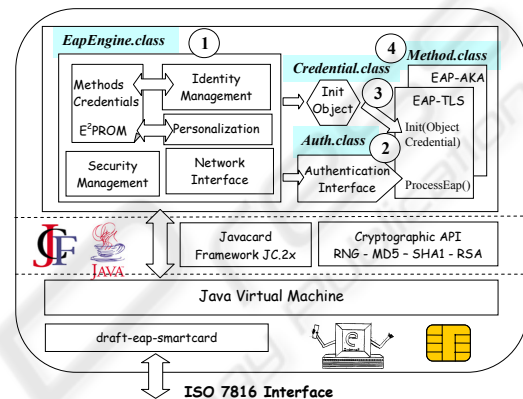 EapEngine.class
1
Methods
Credentials
E²PROM
Identity
Management
Personalization
Security
Management
Network
Interface
Credential.class
Init
Object
3
Auth.class
2
Authentication
Interface
4
Method.class
EAP-AKA
EAP-TLS
Init(Object
Credential)
ProcessEap()
JCF
JAVA
Javacard
Framework JC.2x
Cryptographic API
RNG - MD5 – SHA1 - RSA
Java Virtual Machine
draft-eap-smartcard
ISO 7816 Interface